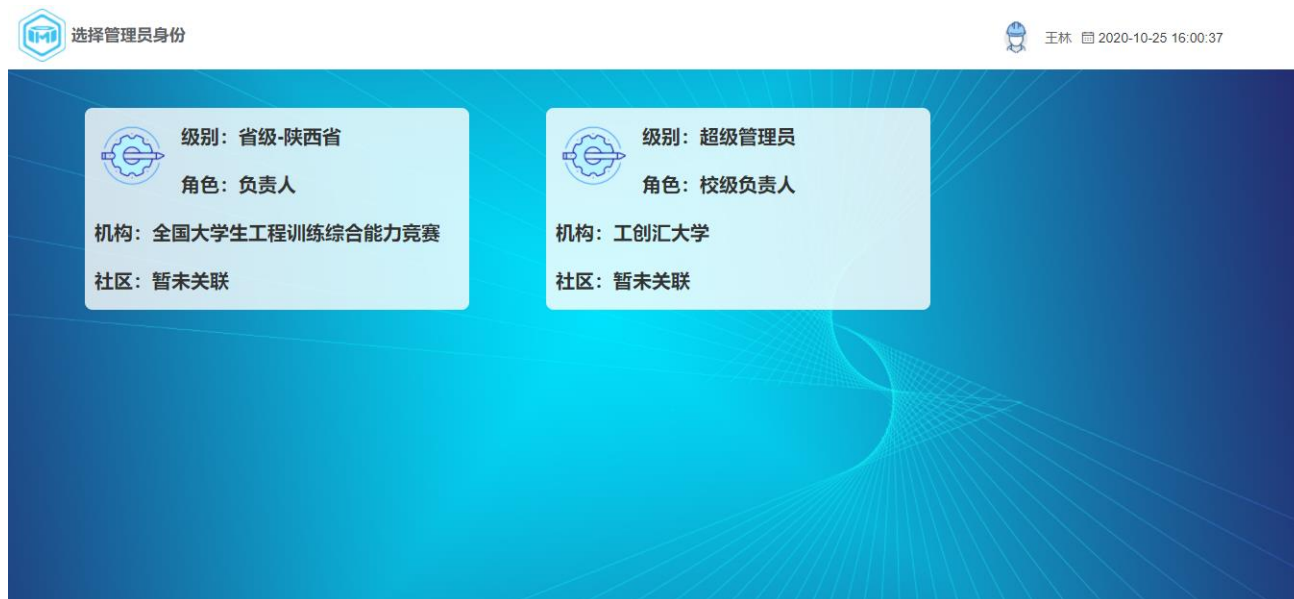 选择管理员身份
王林 2020-10-25 16:00:37
级别：省级-陕西省
角色：负责人
机构：全国大学生工程训练综合能力竞赛
社区：暂未关联
级别：超级管理员
角色：校级负责人
机构：工创汇大学
社区：暂未关联